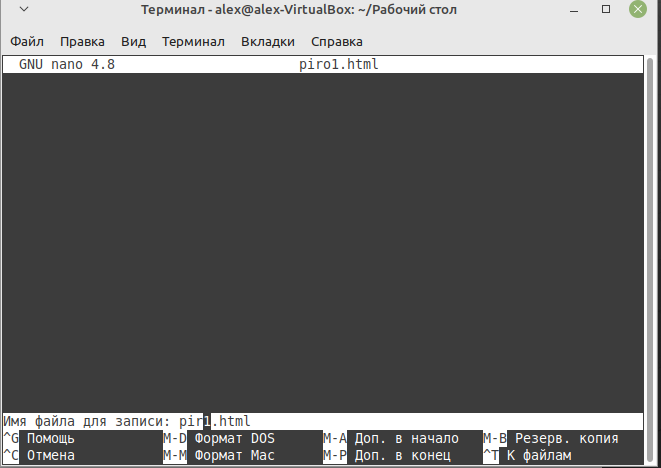 Терминал - alex@alex-VirtualBox: ~/Рабочий стол
Файл Правка Вид Терминал Вкладки Справка
GNU nano 4.8 piro1.html
Имя файла для записи: pir1.html
^G Помощь M-D Формат DOS M-A Доп. в начало M-B Резерв. копия
^C Отмена M-M Формат Mac M-P Доп. в конец ^T К файлам